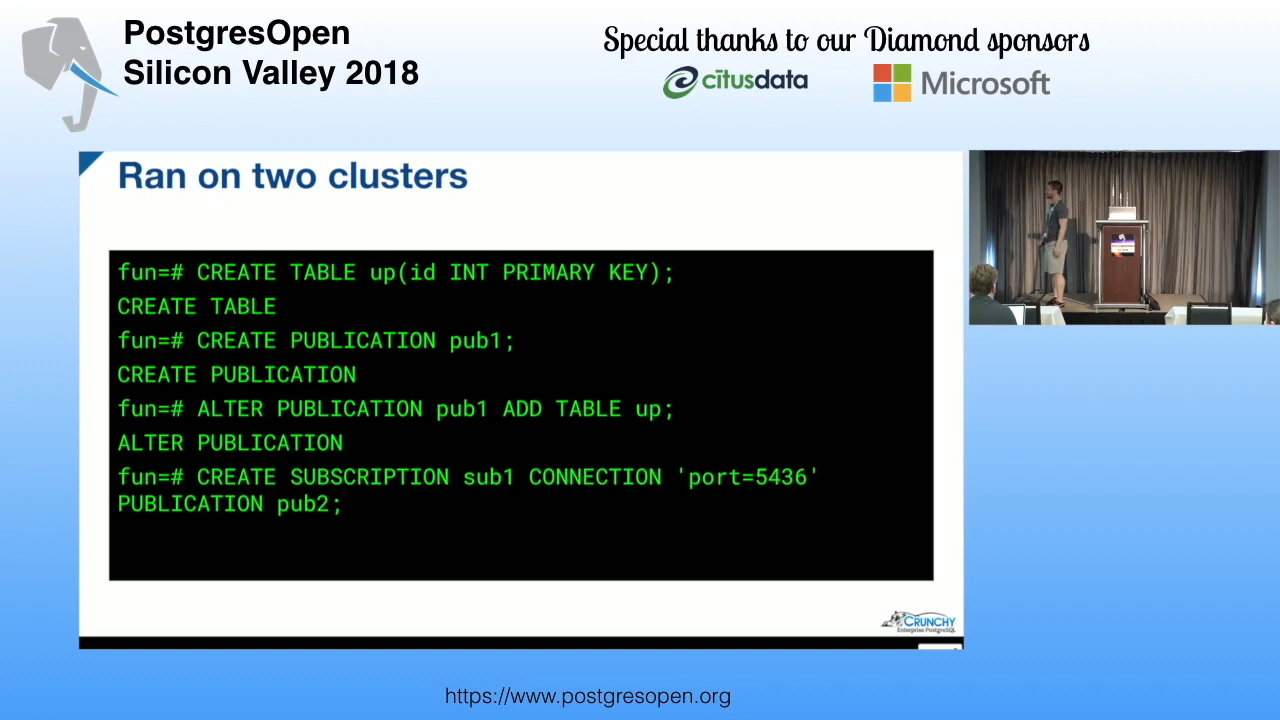 PostgresOpen
Silicon Valley 2018
Special thanks to our Diamond sponsors
citusdata
Microsoft
Ran on two clusters
fun=# CREATE TABLE up(id INT PRIMARY KEY);
CREATE TABLE
fun=# CREATE PUBLICATION pub1;
CREATE PUBLICATION
fun=# ALTER PUBLICATION pub1 ADD TABLE up;
ALTER PUBLICATION
fun=# CREATE SUBSCRIPTION sub1 CONNECTION 'port=5436'
PUBLICATION pub2;
CRUNCHY
Enterprise PostgreSQL
https://www.postgresopen.org